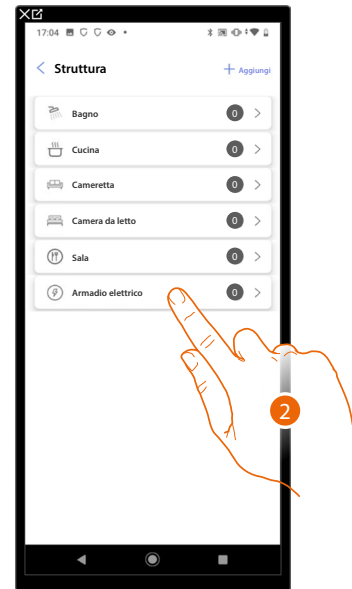 17:04
Struttura
+ Aggiungi
Bagno 0
Cucina 0
Cameretta 0
Camera da letto 0
Sala 0
Armadio elettrico 0
2